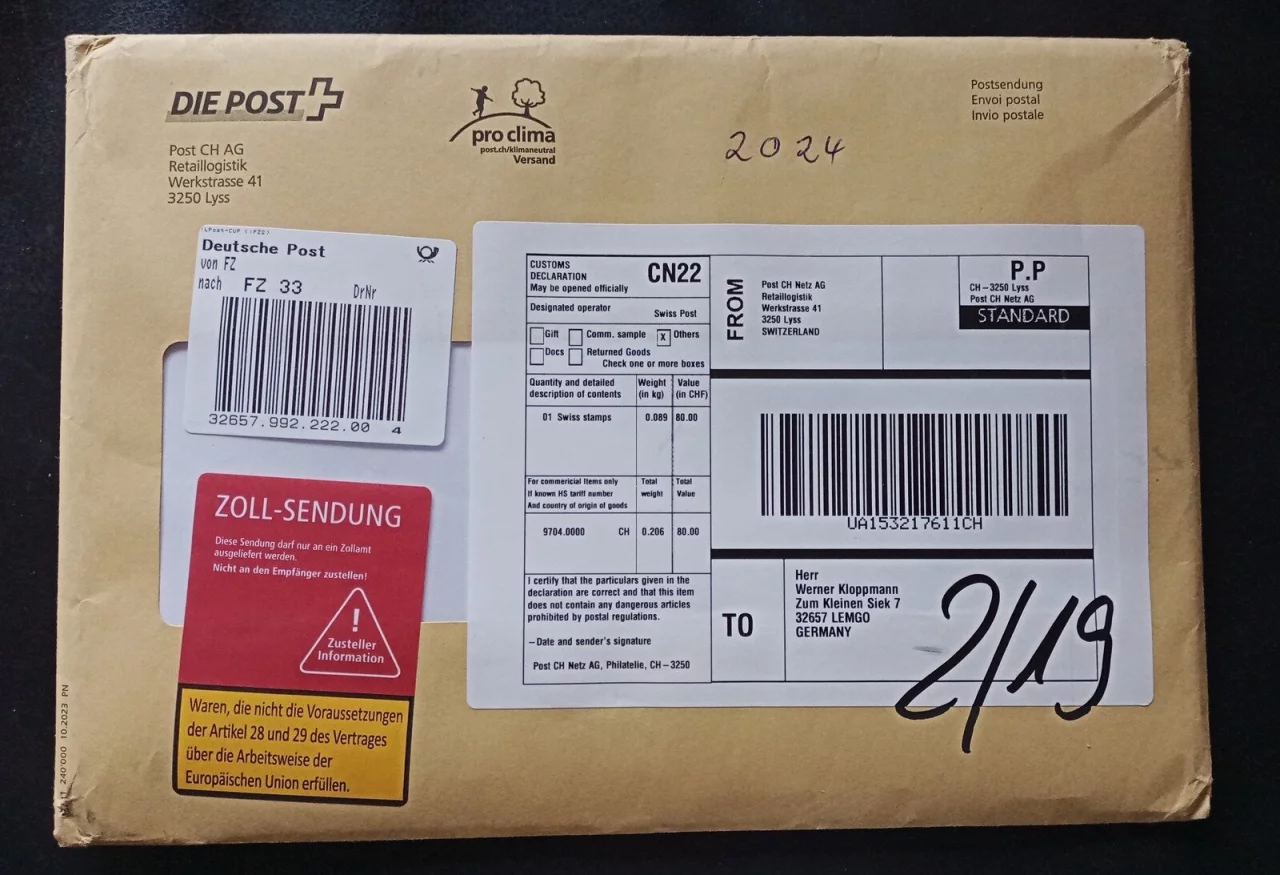 DIE POST
Post CH AG
Retaillogistik
Werkstrasse 41
3250 Lyss
pro clima
post.ch/klimaneutral
Versand
2024
Postsendung
Envoi postal
Invio postale
Deutsche Post
von FZ
nach FZ 33 DrNr
32657.992.222.00 4
ZOLL-SENDUNG
Diese Sendung darf nur an ein Zollamt
ausgeliefert werden.
Nicht an den Empfänger zustellen!
!
Zusteller
Information
Waren, die nicht die Voraussetzungen
der Artikel 28 und 29 des Vertrages
über die Arbeitsweise der
Europäischen Union erfüllen.
CUSTOMS
DECLARATION CN22
May be opened officially
Designated operator Swiss Post
Gift Comm. sample x Others
Docs Returned Goods
Check one or more boxes
Quantity and detailed Weight Value
description of contents (in kg) (in CHF)
01 Swiss stamps 0.089 80.00
For commericial items only Total Total
If known HS tariff number weight Value
And country of origin of goods
9704.0000 CH 0.206 80.00
I certify that the particulars given in the
declaration are correct and that this item
does not contain any dangerous articles
prohibited by postal regulations.
–Date and sender's signature
Post CH Netz AG, Philatelie, CH–3250
FROM
Post CH Netz AG
Retaillogistik
Werkstrasse 41
3250 Lyss
SWITZERLAND
P.P
CH–3250 Lyss
Post CH Netz AG
STANDARD
UA153217611CH
TO
Herr
Werner Kloppmann
Zum Kleinen Siek 7
32657 LEMGO
GERMANY
2/19
240'000 10.2023 PN